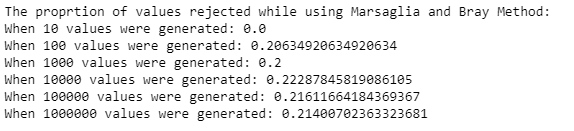 The proprtion of values rejected while using Marsaglia and Bray Method:
When 10 values were generated: 0.0
When 100 values were generated: 0.20634920634920634
When 1000 values were generated: 0.2
When 10000 values were generated: 0.22287845819086105
When 100000 values were generated: 0.21611664184369367
When 1000000 values were generated: 0.21400702363323681